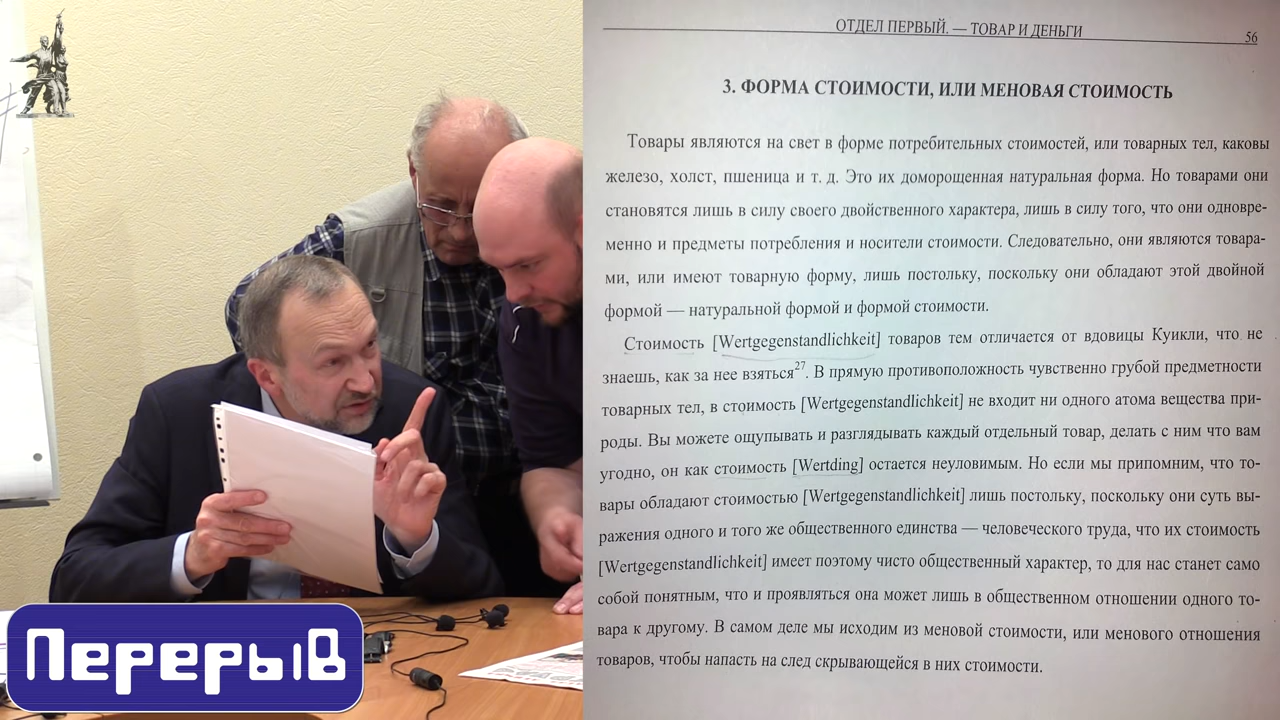 ОТДЕЛ ПЕРВЫЙ. — ТОВАР И ДЕНЬГИ
56
3. ФОРМА СТОИМОСТИ, ИЛИ МЕНОВАЯ СТОИМОСТЬ
Товары являются на свет в форме потребительных стоимостей, или товарных тел, каковы
железо, холст, пшеница и т. д. Это их доморощенная натуральная форма. Но товарами они
становятся лишь в силу своего двойственного характера, лишь в силу того, что они одновре-
менно и предметы потребления и носители стоимости. Следовательно, они являются товара-
ми, или имеют товарную форму, лишь постольку, поскольку они обладают этой двойной
формой — натуральной формой и формой стоимости.
Стоимость [Wertgegenstandlichkeit] товаров тем отличается от вдовицы Куикли, что не
знаешь, как за нее взяться27. В прямую противоположность чувственно грубой предметности
товарных тел, в стоимость [Wertgegenstandlichkeit] не входит ни одного атома вещества при-
роды. Вы можете ощупывать и разглядывать каждый отдельный товар, делать с ним что вам
угодно, он как стоимость [Wertding] остается неуловимым. Но если мы припомним, что то-
вары обладают стоимостью [Wertgegenstandlichkeit] лишь постольку, поскольку они суть вы-
ражения одного и того же общественного единства — человеческого труда, что их стоимость
[Wertgegenstandlichkeit] имеет поэтому чисто общественный характер, то для нас станет само
собой понятным, что и проявляться она может лишь в общественном отношении одного то-
вара к другому. В самом деле мы исходим из меновой стоимости, или менового отношения
товаров, чтобы напасть на след скрывающейся в них стоимости.
Перерыв